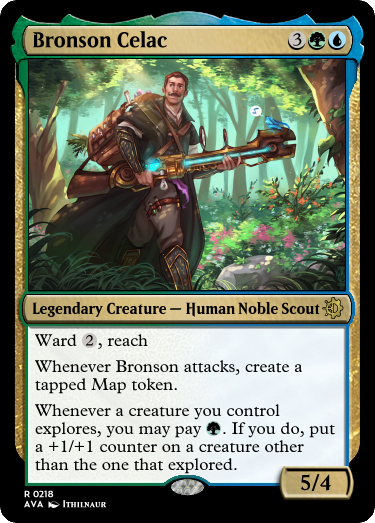 Bronson Celac 3
Legendary Creature — Human Noble Scout
Ward 2, reach
Whenever Bronson attacks, create a
tapped Map token.
Whenever a creature you control
explores, you may pay . If you do, put
a +1/+1 counter on a creature other
than the one that explored.
5/4
R 0218
AVA Ithilnaur